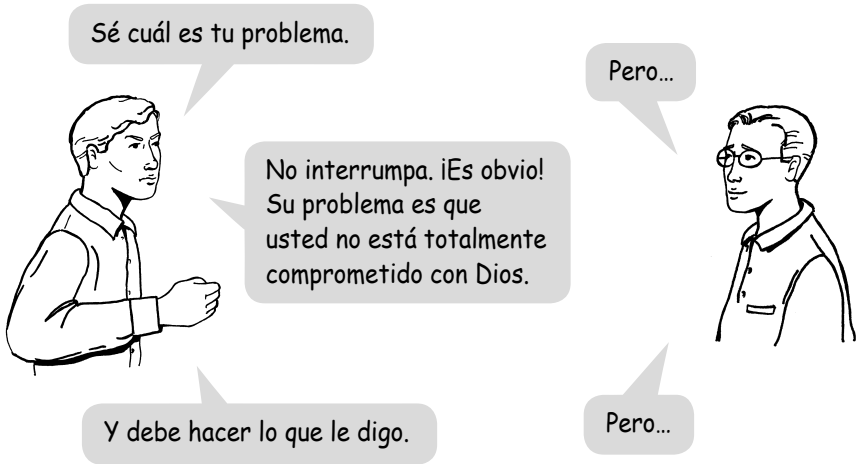 Sé cuál es tu problema.
Pero...
No interrumpa. ¡Es obvio!
Su problema es que
usted no está totalmente
comprometido con Dios.
Y debe hacer lo que le digo.
Pero...